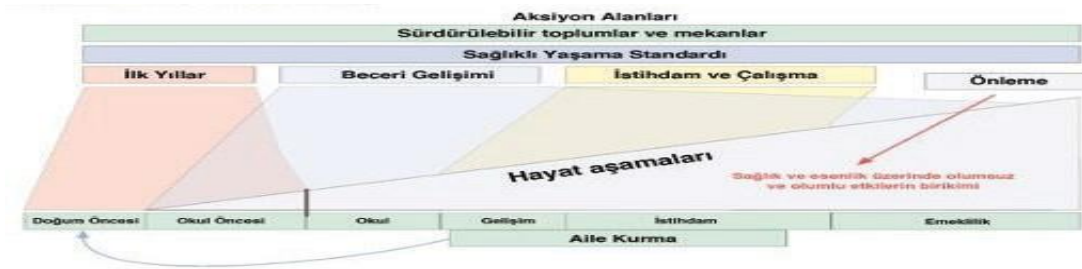 Aksiyon Alanları
Sürdürülebilir toplumlar ve mekanlar
Sağlıklı Yaşama Standardı
İlk Yıllar
Beceri Gelişimi
İstihdam ve Çalışma
Önleme
Hayat aşamaları
Sağlık ve esenlik üzerinde olumsuz
ve olumlu etkilerin birikimi
Doğum Öncesi
Okul Öncesi
Okul
Gelişim
İstihdam
Emeklilik
Aile Kurma